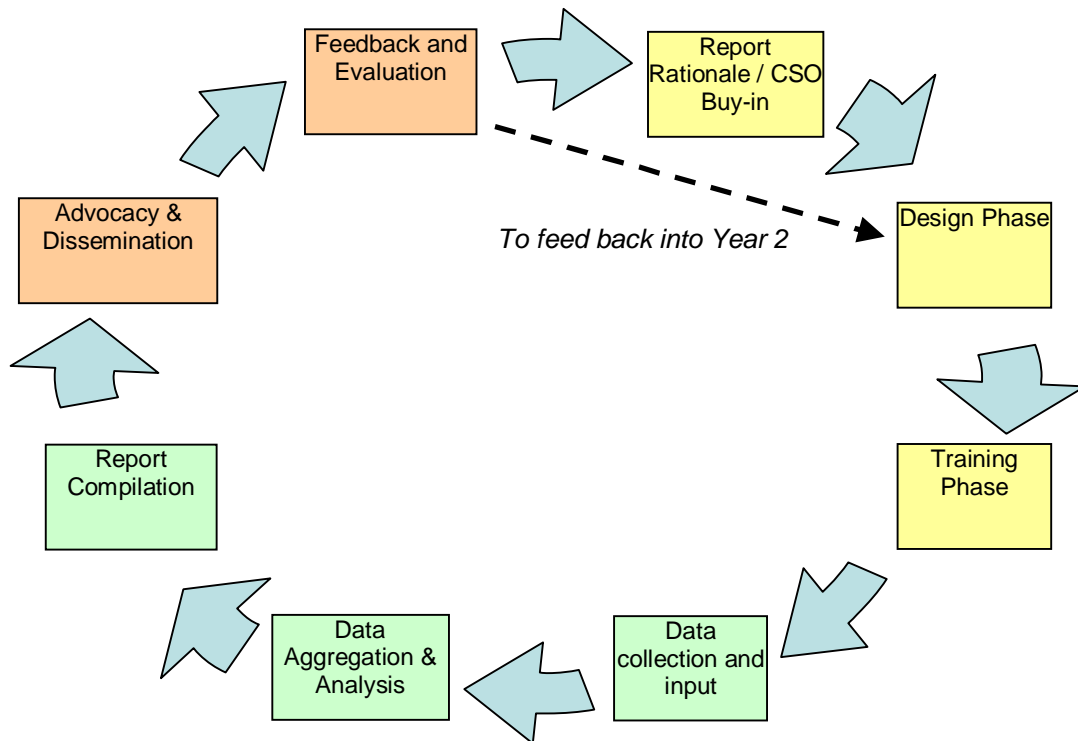 Feedback and
Evaluation
Report
Rationale / CSO
Buy-in
Advocacy &
Dissemination
To feed back into Year 2
Design Phase
Report
Compilation
Training
Phase
Data
Aggregation &
Analysis
Data
collection and
input